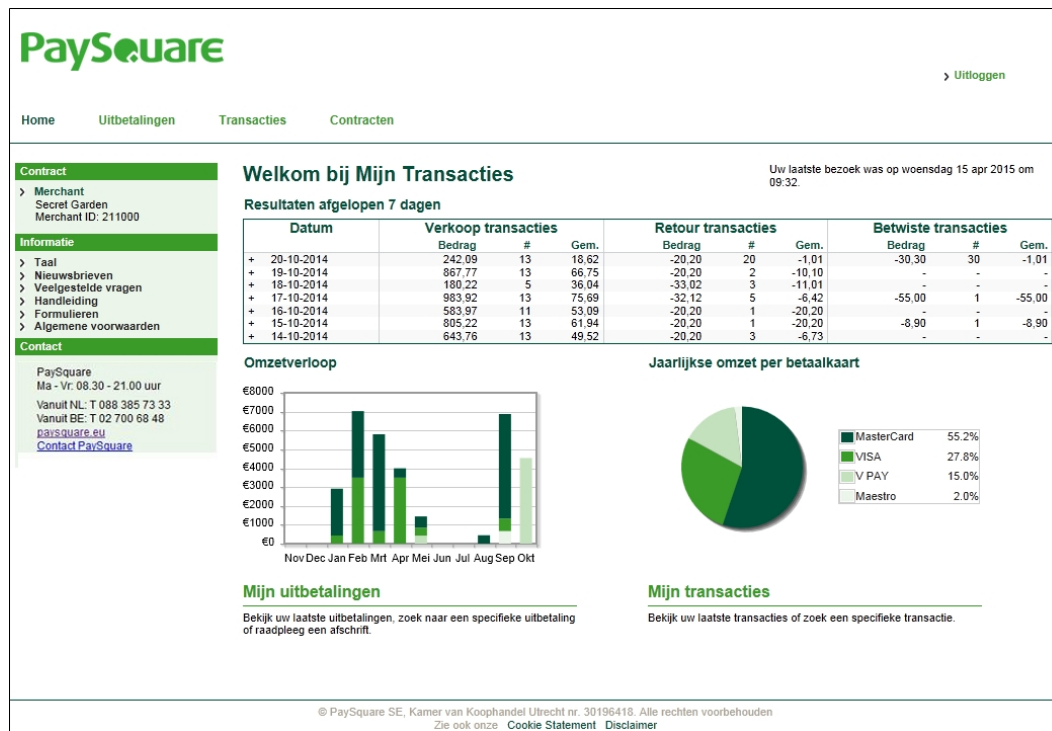 PaySquare
Uitloggen
Home Uitbetalingen Transacties Contracten
Contract
Merchant
Secret Garden
Merchant ID: 211000
Informatie
Taal
Nieuwsbrieven
Veelgestelde vragen
Handleiding
Formulieren
Algemene voorwaarden
Contact
PaySquare
Ma - Vr: 08.30 - 21.00 uur
Vanuit NL: T 088 385 73 33
Vanuit BE: T 02 700 68 48
paysquare.eu
Contact PaySquare
Welkom bij Mijn Transacties
Uw laatste bezoek was op woensdag 15 apr 2015 om
09:32.
Resultaten afgelopen 7 dagen
Datum Verkoop transacties Retour transacties Betwiste transacties
Bedrag # Gem. Bedrag # Gem. Bedrag # Gem.
+ 20-10-2014 242,09 13 18,62 -20,20 20 -1,01 -30,30 30 -1,01
+ 19-10-2014 867,77 13 66,75 -20,20 2 -10,10 - - -
+ 18-10-2014 180,22 5 36,04 -33,02 3 -11,01 - - -
+ 17-10-2014 983,92 13 75,69 -32,12 5 -6,42 -55,00 1 -55,00
+ 16-10-2014 583,97 11 53,09 -20,20 1 -20,20 - - -
+ 15-10-2014 805,22 13 61,94 -20,20 1 -20,20 -8,90 1 -8,90
+ 14-10-2014 643,76 13 49,52 -20,20 3 -6,73 - - -
Omzetverloop
€8000
€7000
€6000
€5000
€4000
€3000
€2000
€1000
€0
Nov Dec Jan Feb Mrt Apr Mei Jun Jul Aug Sep Okt
Jaarlijkse omzet per betaalkaart
MasterCard 55.2%
VISA 27.8%
V PAY 15.0%
Maestro 2.0%
Mijn uitbetalingen
Bekijk uw laatste uitbetalingen, zoek naar een specifieke uitbetaling
of raadpleeg een afschrift.
Mijn transacties
Bekijk uw laatste transacties of zoek een specifieke transactie.
© PaySquare SE, Kamer van Koophandel Utrecht nr. 30196418. Alle rechten voorbehouden
Zie ook onze Cookie Statement Disclaimer